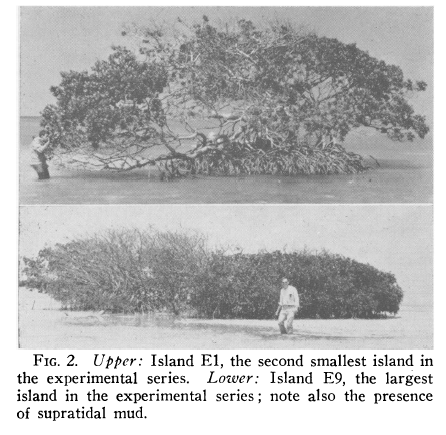 FIG. 2. Upper: Island E1, the second smallest island in
the experimental series. Lower: Island E9, the largest
island in the experimental series; note also the presence
of supratidal mud.